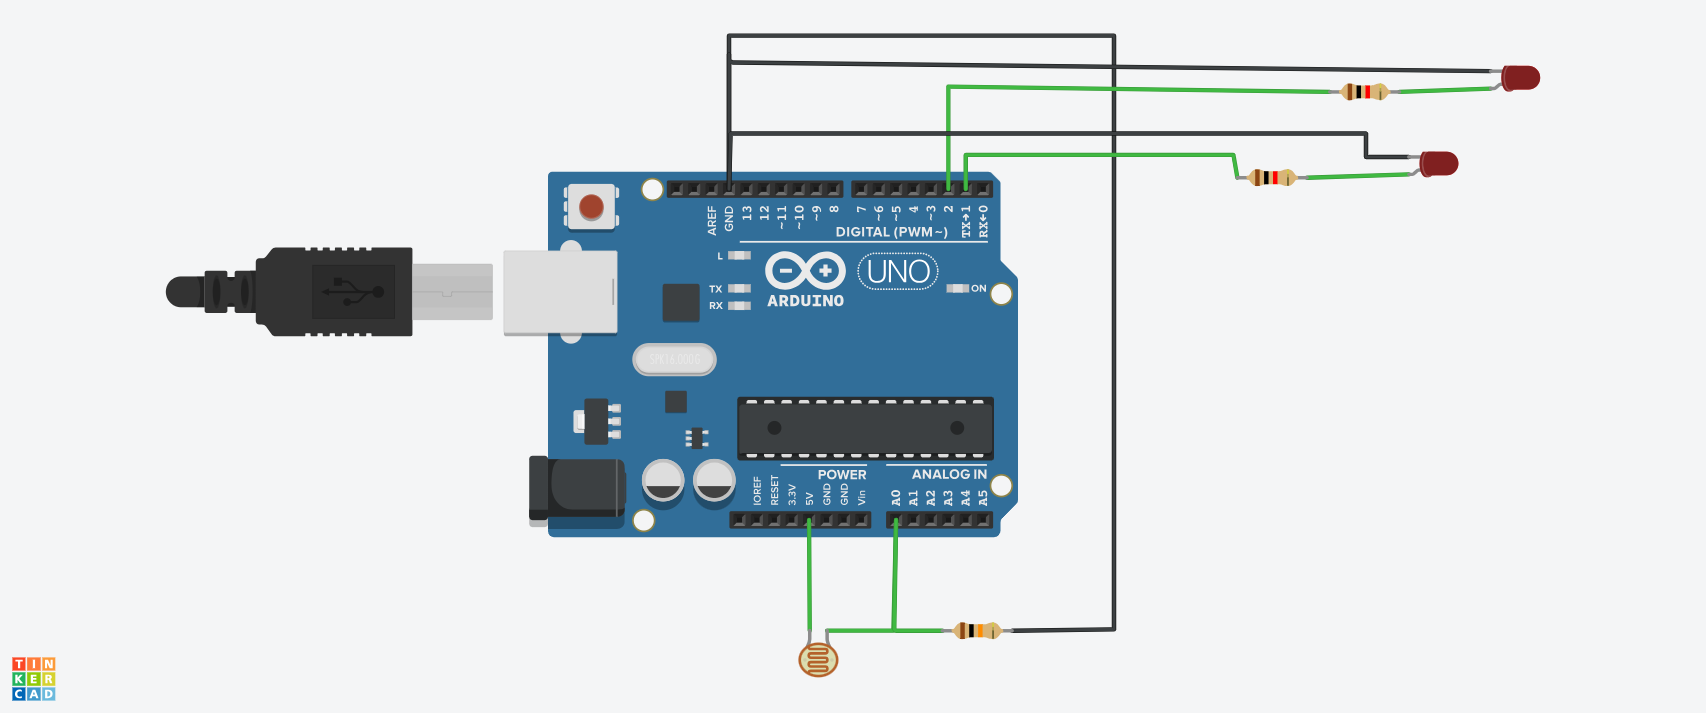 AREF
GND
13
12
~11
~10
~9
8
7
~6
~5
4
~3
2
TX→1
RX←0
DIGITAL (PWM~)
L
TX
RX
UNO
ARDUINO
ON
POWER
ANALOG IN
IOREF
RESET
3.3V
5V
GND
GND
Vin
A0
A1
A2
A3
A4
A5
TIN
KER
CAD